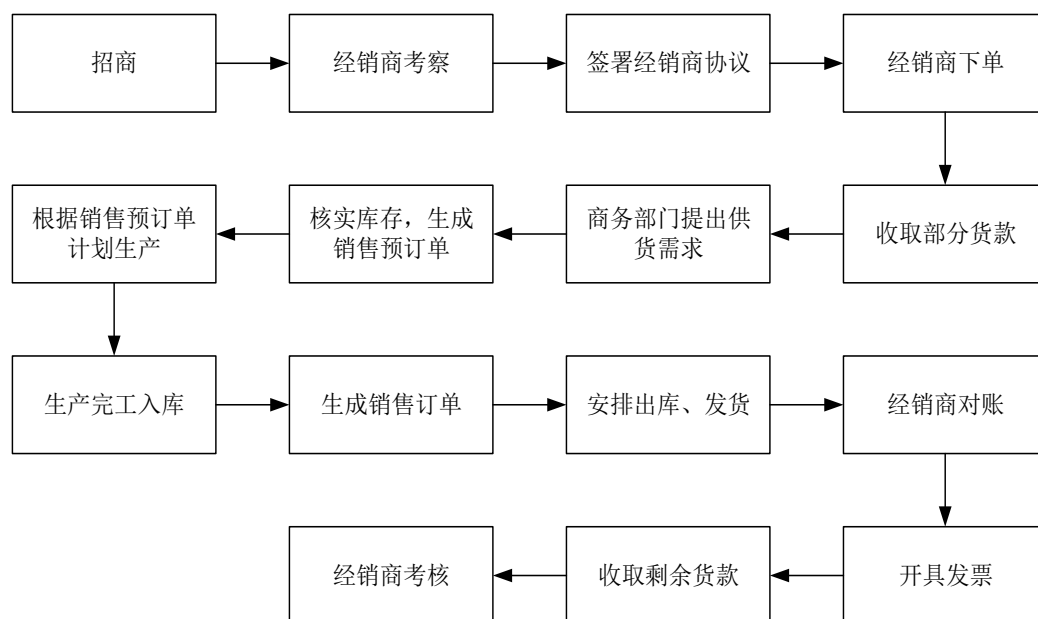 招商
经销商考察
签署经销商协议
经销商下单
收取部分货款
商务部门提出供
货需求
核实库存，生成
销售预订单
根据销售预订单
计划生产
生产完工入库
生成销售订单
安排出库、发货
经销商对账
开具发票
收取剩余货款
经销商考核